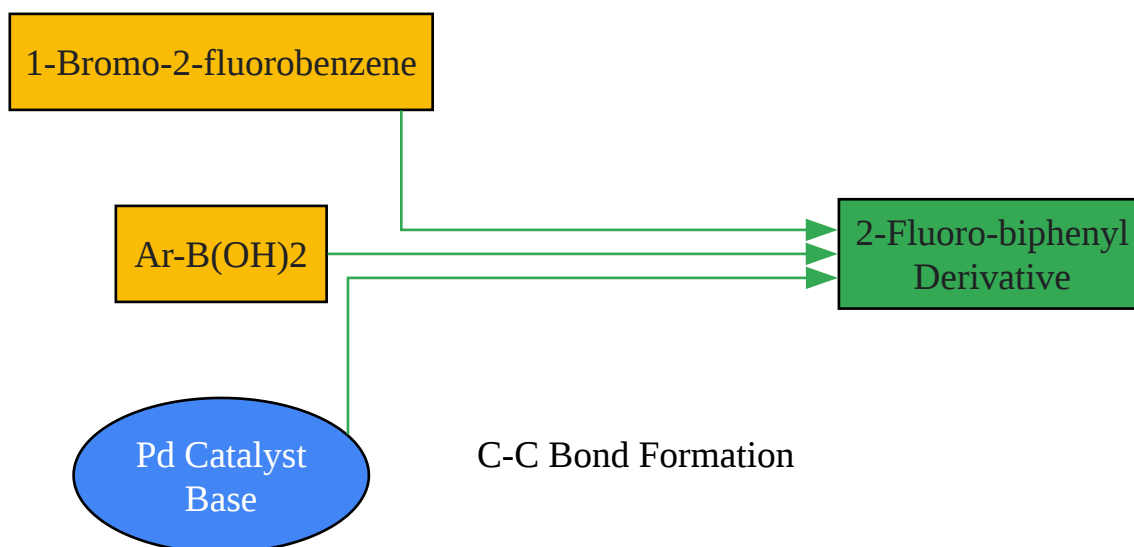 1-Bromo-2-fluorobenzene
Ar-B(OH)2
2-Fluoro-biphenyl
Derivative
Pd Catalyst
Base
C-C Bond Formation